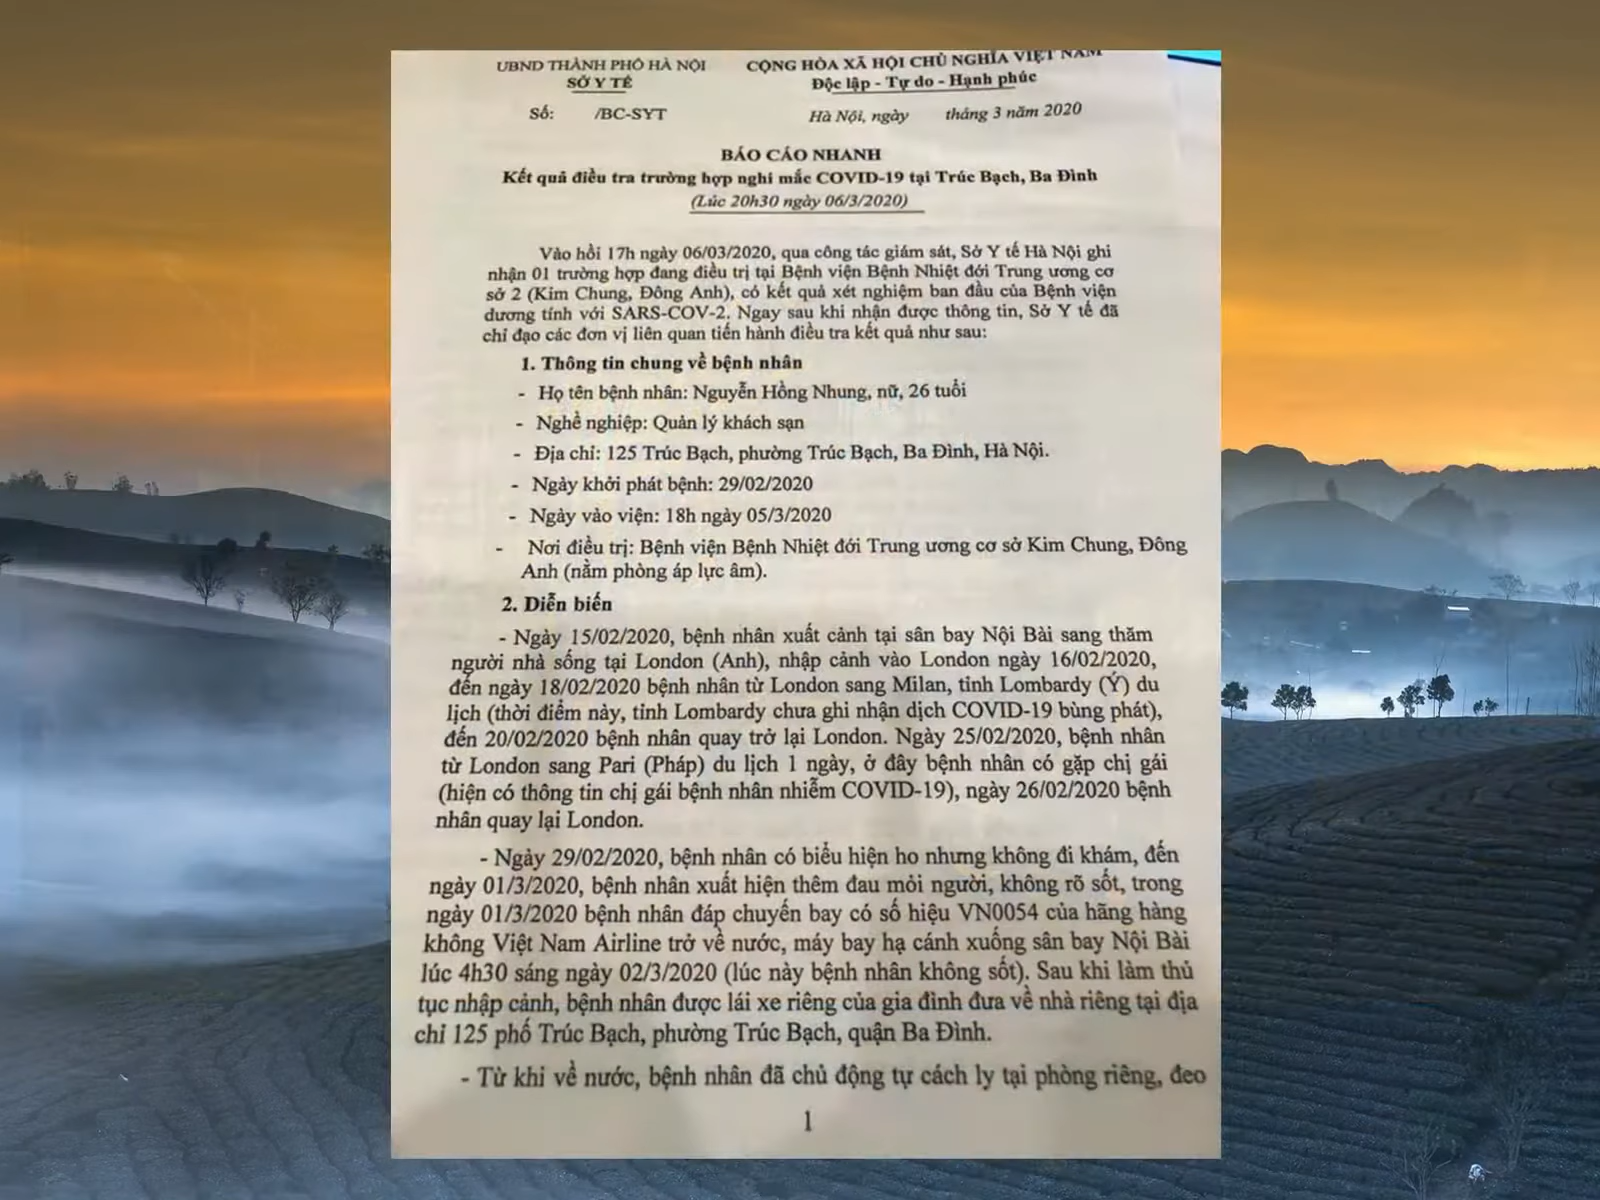 UBND THÀNH PHỐ HÀ NỘI
SỞ Y TẾ
Số: /BC-SYT
CỘNG HÒA XÃ HỘI CHỦ NGHĨA VIỆT NAM
Độc lập - Tự do - Hạnh phúc
Hà Nội, ngày tháng 3 năm 2020
BÁO CÁO NHANH
Kết quả điều tra trường hợp nghi mắc COVID-19 tại Trúc Bạch, Ba Đình
(Lúc 20h30 ngày 06/3/2020)
Vào hồi 17h ngày 06/03/2020, qua công tác giám sát, Sở Y tế Hà Nội ghi
nhận 01 trường hợp đang điều trị tại Bệnh viện Bệnh Nhiệt đới Trung ương cơ
sở 2 (Kim Chung, Đông Anh), có kết quả xét nghiệm ban đầu của Bệnh viện
dương tính với SARS-COV-2. Ngay sau khi nhận được thông tin, Sở Y tế đã
chỉ đạo các đơn vị liên quan tiến hành điều tra kết quả như sau:
1. Thông tin chung về bệnh nhân
- Họ tên bệnh nhân: Nguyễn Hồng Nhung, nữ, 26 tuổi
- Nghề nghiệp: Quản lý khách sạn
- Địa chỉ: 125 Trúc Bạch, phường Trúc Bạch, Ba Đình, Hà Nội.
- Ngày khởi phát bệnh: 29/02/2020
- Ngày vào viện: 18h ngày 05/3/2020
- Nơi điều trị: Bệnh viện Bệnh Nhiệt đới Trung ương cơ sở Kim Chung, Đông
Anh (nằm phòng áp lực âm).
2. Diễn biến
- Ngày 15/02/2020, bệnh nhân xuất cảnh tại sân bay Nội Bài sang thăm
người nhà sống tại London (Anh), nhập cảnh vào London ngày 16/02/2020,
đến ngày 18/02/2020 bệnh nhân từ London sang Milan, tỉnh Lombardy (Ý) du
lịch (thời điểm này, tỉnh Lombardy chưa ghi nhận dịch COVID-19 bùng phát),
đến 20/02/2020 bệnh nhân quay trở lại London. Ngày 25/02/2020, bệnh nhân
từ London sang Pari (Pháp) du lịch 1 ngày, ở đây bệnh nhân có gặp chị gái
(hiện có thông tin chị gái bệnh nhân nhiễm COVID-19), ngày 26/02/2020 bệnh
nhân quay lại London.
- Ngày 29/02/2020, bệnh nhân có biểu hiện ho nhưng không đi khám, đến
ngày 01/3/2020, bệnh nhân xuất hiện thêm đau mỏi người, không rõ sốt, trong
ngày 01/3/2020 bệnh nhân đáp chuyến bay có số hiệu VN0054 của hãng hàng
không Việt Nam Airline trở về nước, máy bay hạ cánh xuống sân bay Nội Bài
lúc 4h30 sáng ngày 02/3/2020 (lúc này bệnh nhân không sốt). Sau khi làm thủ
tục nhập cảnh, bệnh nhân được lái xe riêng của gia đình đưa về nhà riêng tại địa
chỉ 125 phố Trúc Bạch, phường Trúc Bạch, quận Ba Đình.
- Từ khi về nước, bệnh nhân đã chủ động tự cách ly tại phòng riêng, đeo
1